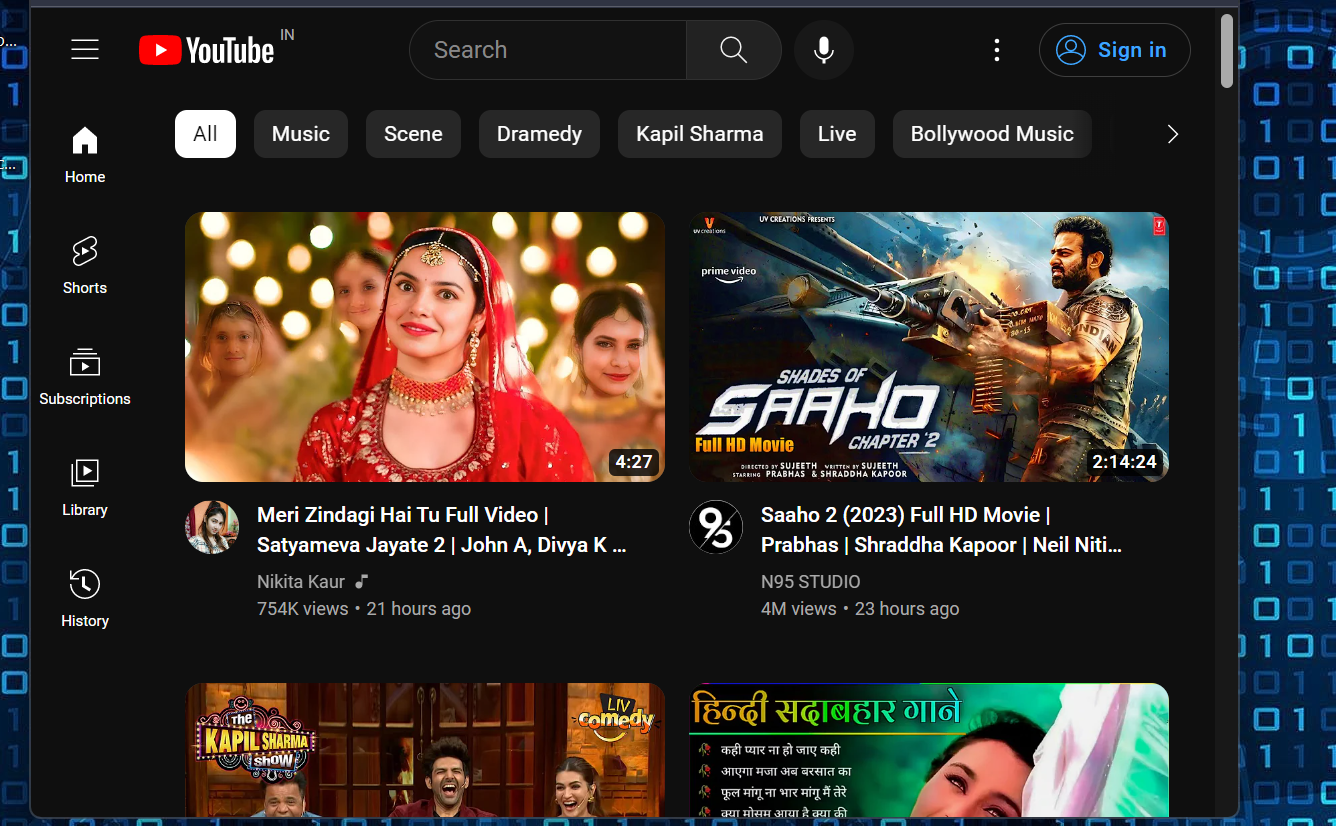 YouTube IN
Search
Sign in
All
Music
Scene
Dramedy
Kapil Sharma
Live
Bollywood Music
Home
Shorts
Subscriptions
Library
History
4:27
Meri Zindagi Hai Tu Full Video |
Satyameva Jayate 2 | John A, Divya K ...
Nikita Kaur
754K views • 21 hours ago
UV CREATIONS PRESENTS
UV creations
prime video
INDI
SHADES OF
SAAHO
CHAPTER '2
Full HD Movie
DIRECTED BY SUJEETH WRITTEN BY SUJEETH
STARRING PRABHAS & SHRADDHA KAPOOR
2:14:24
Saaho 2 (2023) Full HD Movie |
Prabhas | Shraddha Kapoor | Neil Niti...
N95 STUDIO
4M views • 23 hours ago
The
KAPIL SHARMA
SHOW
LIV
Comedy
हिन्दी सदाबहार गाने
कही प्यार ना हो जाए कही
आएगा मजा अब बरसात का
फूल मांगू ना भार मांगू मैं तेरे
क्या मोसम आया है क्या की